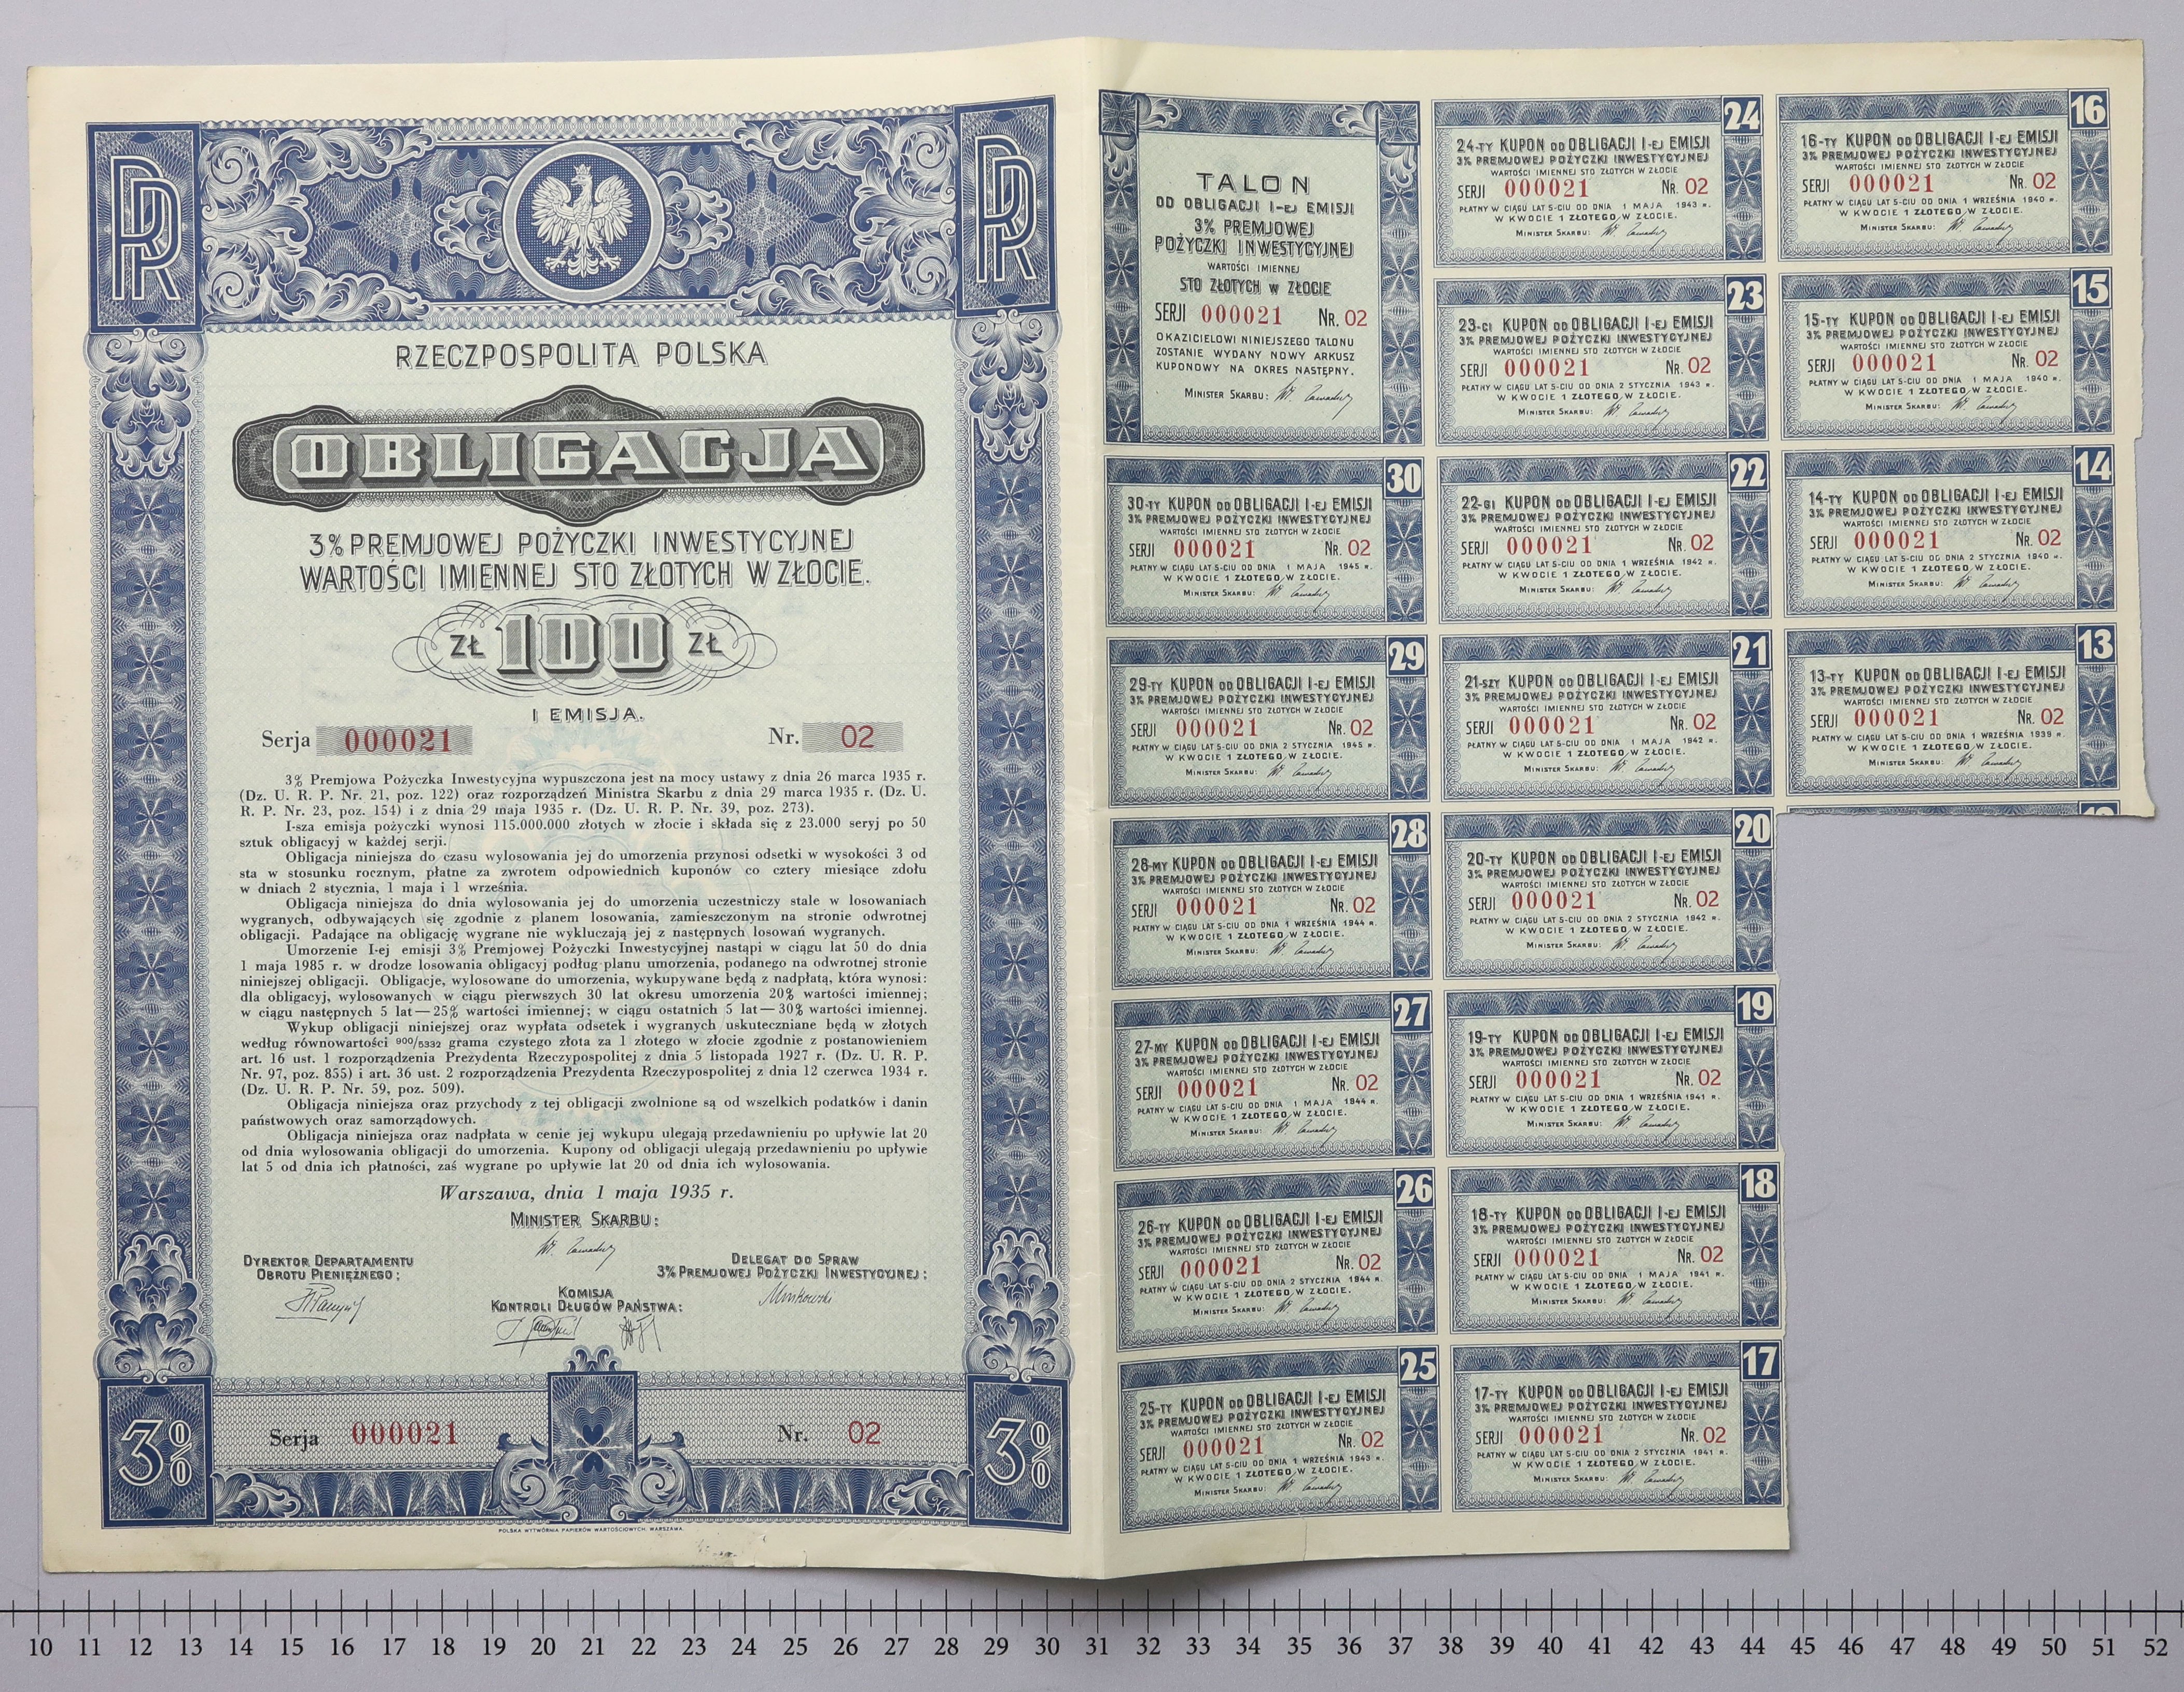 RP
RP
RZECZPOSPOLITA POLSKA
OBLIGACJA
3% PREMJOWEJ POŻYCZKI INWESTYCYJNEJ
WARTOŚCI IMIENNEJ STO ZŁOTYCH W ZŁOCIE.
ZŁ 100 ZŁ
I EMISJA.
Serja 000021 Nr. 02
3% Premjowa Pożyczka Inwestycyjna wypuszczona jest na mocy ustawy z dnia 26 marca 1935 r.
(Dz. U. R. P. Nr. 21, poz. 122) oraz rozporządzeń Ministra Skarbu z dnia 29 marca 1935 r. (Dz. U.
R. P. Nr. 23, poz. 154) i z dnia 29 maja 1935 r. (Dz. U. R. P. Nr. 39, poz. 273).
I-sza emisja pożyczki wynosi 115.000.000 złotych w złocie i składa się z 23.000 seryj po 50
sztuk obligacyj w każdej serji.
Obligacja niniejsza do czasu wylosowania jej do umorzenia przynosi odsetki w wysokości 3 od
sta w stosunku rocznym, płatne za zwrotem odpowiednich kuponów co cztery miesiące zdołu
w dniach 2 stycznia, 1 maja i 1 września.
Obligacja niniejsza do dnia wylosowania jej do umorzenia uczestniczy stale w losowaniach
wygranych, odbywających się zgodnie z planem losowania, zamieszczonym na stronie odwrotnej
obligacji. Padające na obligację wygrane nie wykluczają jej z następnych losowań wygranych.
Umorzenie I-ej emisji 3% Premjowej Pożyczki Inwestycyjnej nastąpi w ciągu lat 50 do dnia
1 maja 1985 r. w drodze losowania obligacyj podług planu umorzenia, podanego na odwrotnej stronie
niniejszej obligacji. Obligacje, wylosowane do umorzenia, wykupywane będą z nadpłatą, która wynosi:
dla obligacyj, wylosowanych w ciągu pierwszych 30 lat okresu umorzenia 20% wartości imiennej;
w ciągu następnych 5 lat — 25% wartości imiennej; w ciągu ostatnich 5 lat — 30% wartości imiennej.
Wykup obligacji niniejszej oraz wypłata odsetek i wygranych uskuteczniane będą w złotych
według równowartości 900/5332 grama czystego złota za 1 złotego w złocie zgodnie z postanowieniem
art. 16 ust. 1 rozporządzenia Prezydenta Rzeczypospolitej z dnia 5 listopada 1927 r. (Dz. U. R. P.
Nr. 97, poz. 855) i art. 36 ust. 2 rozporządzenia Prezydenta Rzeczypospolitej z dnia 12 czerwca 1934 r.
(Dz. U. R. P. Nr. 59, poz. 509).
Obligacja niniejsza oraz przychody z tej obligacji zwolnione są od wszelkich podatków i danin
państwowych oraz samorządowych.
Obligacja niniejsza oraz nadpłata w cenie jej wykupu ulegają przedawnieniu po upływie lat 20
od dnia wylosowania obligacji do umorzenia. Kupony od obligacji ulegają przedawnieniu po upływie
lat 5 od dnia ich płatności, zaś wygrane po upływie lat 20 od dnia ich wylosowania.
Warszawa, dnia 1 maja 1935 r.
MINISTER SKARBU:
DYREKTOR DEPARTAMENTU
OBROTU PIENIĘŻNEGO:
DELEGAT DO SPRAW
3% PREMJOWEJ POŻYCZKI INWESTYCYJNEJ:
KOMISJA
KONTROLI DŁUGÓW PAŃSTWA:
3% Serja 000021 Nr. 02 3%
POLSKA WYTWÓRNIA PAPIERÓW WARTOŚCIOWYCH. WARSZAWA.
TALON
OD OBLIGACJI I-EJ EMISJI
3% PREMJOWEJ
POŻYCZKI INWESTYCYJNEJ
WARTOŚCI IMIENNEJ
STO ZŁOTYCH W ZŁOCIE
SERJI 000021 NR. 02
OKAZICIELOWI NINIEJSZEGO TALONU
ZOSTANIE WYDANY NOWY ARKUSZ
KUPONOWY NA OKRES NASTĘPNY.
MINISTER SKARBU:
30
30-TY KUPON OD OBLIGACJI I-EJ EMISJI
3% PREMJOWEJ POŻYCZKI INWESTYCYJNEJ
WARTOŚCI IMIENNEJ STO ZŁOTYCH W ZŁOCIE
SERJI 000021 NR. 02
PŁATNY W CIĄGU LAT 5-CIU OD DNIA 1 MAJA 1945 R.
W KWOCIE 1 ZŁOTEGO W ZŁOCIE.
MINISTER SKARBU:
29
29-TY KUPON OD OBLIGACJI I-EJ EMISJI
3% PREMJOWEJ POŻYCZKI INWESTYCYJNEJ
WARTOŚCI IMIENNEJ STO ZŁOTYCH W ZŁOCIE
SERJI 000021 NR. 02
PŁATNY W CIĄGU LAT 5-CIU OD DNIA 2 STYCZNIA 1945 R.
W KWOCIE 1 ZŁOTEGO W ZŁOCIE.
MINISTER SKARBU:
28
28-MY KUPON OD OBLIGACJI I-EJ EMISJI
3% PREMJOWEJ POŻYCZKI INWESTYCYJNEJ
WARTOŚCI IMIENNEJ STO ZŁOTYCH W ZŁOCIE
SERJI 000021 NR. 02
PŁATNY W CIĄGU LAT 5-CIU OD DNIA 1 WRZEŚNIA 1944 R.
W KWOCIE 1 ZŁOTEGO W ZŁOCIE.
MINISTER SKARBU:
27
27-MY KUPON OD OBLIGACJI I-EJ EMISJI
3% PREMJOWEJ POŻYCZKI INWESTYCYJNEJ
WARTOŚCI IMIENNEJ STO ZŁOTYCH W ZŁOCIE
SERJI 000021 NR. 02
PŁATNY W CIĄGU LAT 5-CIU OD DNIA 1 MAJA 1944 R.
W KWOCIE 1 ZŁOTEGO W ZŁOCIE.
MINISTER SKARBU:
26
26-TY KUPON OD OBLIGACJI I-EJ EMISJI
3% PREMJOWEJ POŻYCZKI INWESTYCYJNEJ
WARTOŚCI IMIENNEJ STO ZŁOTYCH W ZŁOCIE
SERJI 000021 NR. 02
PŁATNY W CIĄGU LAT 5-CIU OD DNIA 2 STYCZNIA 1944 R.
W KWOCIE 1 ZŁOTEGO W ZŁOCIE.
MINISTER SKARBU:
25
25-TY KUPON OD OBLIGACJI I-EJ EMISJI
3% PREMJOWEJ POŻYCZKI INWESTYCYJNEJ
WARTOŚCI IMIENNEJ STO ZŁOTYCH W ZŁOCIE
SERJI 000021 NR. 02
PŁATNY W CIĄGU LAT 5-CIU OD DNIA 1 WRZEŚNIA 1943 R.
W KWOCIE 1 ZŁOTEGO W ZŁOCIE.
MINISTER SKARBU:
24
24-TY KUPON OD OBLIGACJI I-EJ EMISJI
3% PREMJOWEJ POŻYCZKI INWESTYCYJNEJ
WARTOŚCI IMIENNEJ STO ZŁOTYCH W ZŁOCIE
SERJI 000021 NR. 02
PŁATNY W CIĄGU LAT 5-CIU OD DNIA 1 MAJA 1943 R.
W KWOCIE 1 ZŁOTEGO W ZŁOCIE.
MINISTER SKARBU:
23
23-CI KUPON OD OBLIGACJI I-EJ EMISJI
3% PREMJOWEJ POŻYCZKI INWESTYCYJNEJ
WARTOŚCI IMIENNEJ STO ZŁOTYCH W ZŁOCIE
SERJI 000021 NR. 02
PŁATNY W CIĄGU LAT 5-CIU OD DNIA 2 STYCZNIA 1943 R.
W KWOCIE 1 ZŁOTEGO W ZŁOCIE.
MINISTER SKARBU:
22
22-GI KUPON OD OBLIGACJI I-EJ EMISJI
3% PREMJOWEJ POŻYCZKI INWESTYCYJNEJ
WARTOŚCI IMIENNEJ STO ZŁOTYCH W ZŁOCIE
SERJI 000021 NR. 02
PŁATNY W CIĄGU LAT 5-CIU OD DNIA 1 WRZEŚNIA 1942 R.
W KWOCIE 1 ZŁOTEGO W ZŁOCIE.
MINISTER SKARBU:
21
21-SZY KUPON OD OBLIGACJI I-EJ EMISJI
3% PREMJOWEJ POŻYCZKI INWESTYCYJNEJ
WARTOŚCI IMIENNEJ STO ZŁOTYCH W ZŁOCIE
SERJI 000021 NR. 02
PŁATNY W CIĄGU LAT 5-CIU OD DNIA 1 MAJA 1942 R.
W KWOCIE 1 ZŁOTEGO W ZŁOCIE.
MINISTER SKARBU:
20
20-TY KUPON OD OBLIGACJI I-EJ EMISJI
3% PREMJOWEJ POŻYCZKI INWESTYCYJNEJ
WARTOŚCI IMIENNEJ STO ZŁOTYCH W ZŁOCIE
SERJI 000021 NR. 02
PŁATNY W CIĄGU LAT 5-CIU OD DNIA 2 STYCZNIA 1942 R.
W KWOCIE 1 ZŁOTEGO W ZŁOCIE.
MINISTER SKARBU:
19
19-TY KUPON OD OBLIGACJI I-EJ EMISJI
3% PREMJOWEJ POŻYCZKI INWESTYCYJNEJ
WARTOŚCI IMIENNEJ STO ZŁOTYCH W ZŁOCIE
SERJI 000021 NR. 02
PŁATNY W CIĄGU LAT 5-CIU OD DNIA 1 WRZEŚNIA 1941 R.
W KWOCIE 1 ZŁOTEGO W ZŁOCIE.
MINISTER SKARBU:
18
18-TY KUPON OD OBLIGACJI I-EJ EMISJI
3% PREMJOWEJ POŻYCZKI INWESTYCYJNEJ
WARTOŚCI IMIENNEJ STO ZŁOTYCH W ZŁOCIE
SERJI 000021 NR. 02
PŁATNY W CIĄGU LAT 5-CIU OD DNIA 1 MAJA 1941 R.
W KWOCIE 1 ZŁOTEGO W ZŁOCIE.
MINISTER SKARBU:
17
17-TY KUPON OD OBLIGACJI I-EJ EMISJI
3% PREMJOWEJ POŻYCZKI INWESTYCYJNEJ
WARTOŚCI IMIENNEJ STO ZŁOTYCH W ZŁOCIE
SERJI 000021 NR. 02
PŁATNY W CIĄGU LAT 5-CIU OD DNIA 2 STYCZNIA 1941 R.
W KWOCIE 1 ZŁOTEGO W ZŁOCIE.
MINISTER SKARBU:
16
16-TY KUPON OD OBLIGACJI I-EJ EMISJI
3% PREMJOWEJ POŻYCZKI INWESTYCYJNEJ
WARTOŚCI IMIENNEJ STO ZŁOTYCH W ZŁOCIE
SERJI 000021 NR. 02
PŁATNY W CIĄGU LAT 5-CIU OD DNIA 1 WRZEŚNIA 1940 R.
W KWOCIE 1 ZŁOTEGO W ZŁOCIE.
MINISTER SKARBU:
15
15-TY KUPON OD OBLIGACJI I-EJ EMISJI
3% PREMJOWEJ POŻYCZKI INWESTYCYJNEJ
WARTOŚCI IMIENNEJ STO ZŁOTYCH W ZŁOCIE
SERJI 000021 NR. 02
PŁATNY W CIĄGU LAT 5-CIU OD DNIA 1 MAJA 1940 R.
W KWOCIE 1 ZŁOTEGO W ZŁOCIE.
MINISTER SKARBU:
14
14-TY KUPON OD OBLIGACJI I-EJ EMISJI
3% PREMJOWEJ POŻYCZKI INWESTYCYJNEJ
WARTOŚCI IMIENNEJ STO ZŁOTYCH W ZŁOCIE
SERJI 000021 NR. 02
PŁATNY W CIĄGU LAT 5-CIU OD DNIA 2 STYCZNIA 1940 R.
W KWOCIE 1 ZŁOTEGO W ZŁOCIE.
MINISTER SKARBU:
13
13-TY KUPON OD OBLIGACJI I-EJ EMISJI
3% PREMJOWEJ POŻYCZKI INWESTYCYJNEJ
WARTOŚCI IMIENNEJ STO ZŁOTYCH W ZŁOCIE
SERJI 000021 NR. 02
PŁATNY W CIĄGU LAT 5-CIU OD DNIA 1 WRZEŚNIA 1939 R.
W KWOCIE 1 ZŁOTEGO W ZŁOCIE.
MINISTER SKARBU:
10 11 12 13 14 15 16 17 18 19 20 21 22 23 24 25 26 27 28 29 30 31 32 33 34 35 36 37 38 39 40 41 42 43 44 45 46 47 48 49 50 51 52